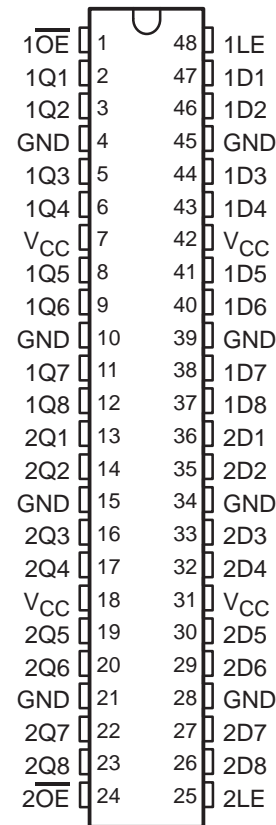 1O̅E̅ 1 48 1LE
1Q1 2 47 1D1
1Q2 3 46 1D2
GND 4 45 GND
1Q3 5 44 1D3
1Q4 6 43 1D4
VCC 7 42 VCC
1Q5 8 41 1D5
1Q6 9 40 1D6
GND 10 39 GND
1Q7 11 38 1D7
1Q8 12 37 1D8
2Q1 13 36 2D1
2Q2 14 35 2D2
GND 15 34 GND
2Q3 16 33 2D3
2Q4 17 32 2D4
VCC 18 31 VCC
2Q5 19 30 2D5
2Q6 20 29 2D6
GND 21 28 GND
2Q7 22 27 2D7
2Q8 23 26 2D8
2O̅E̅ 24 25 2LE